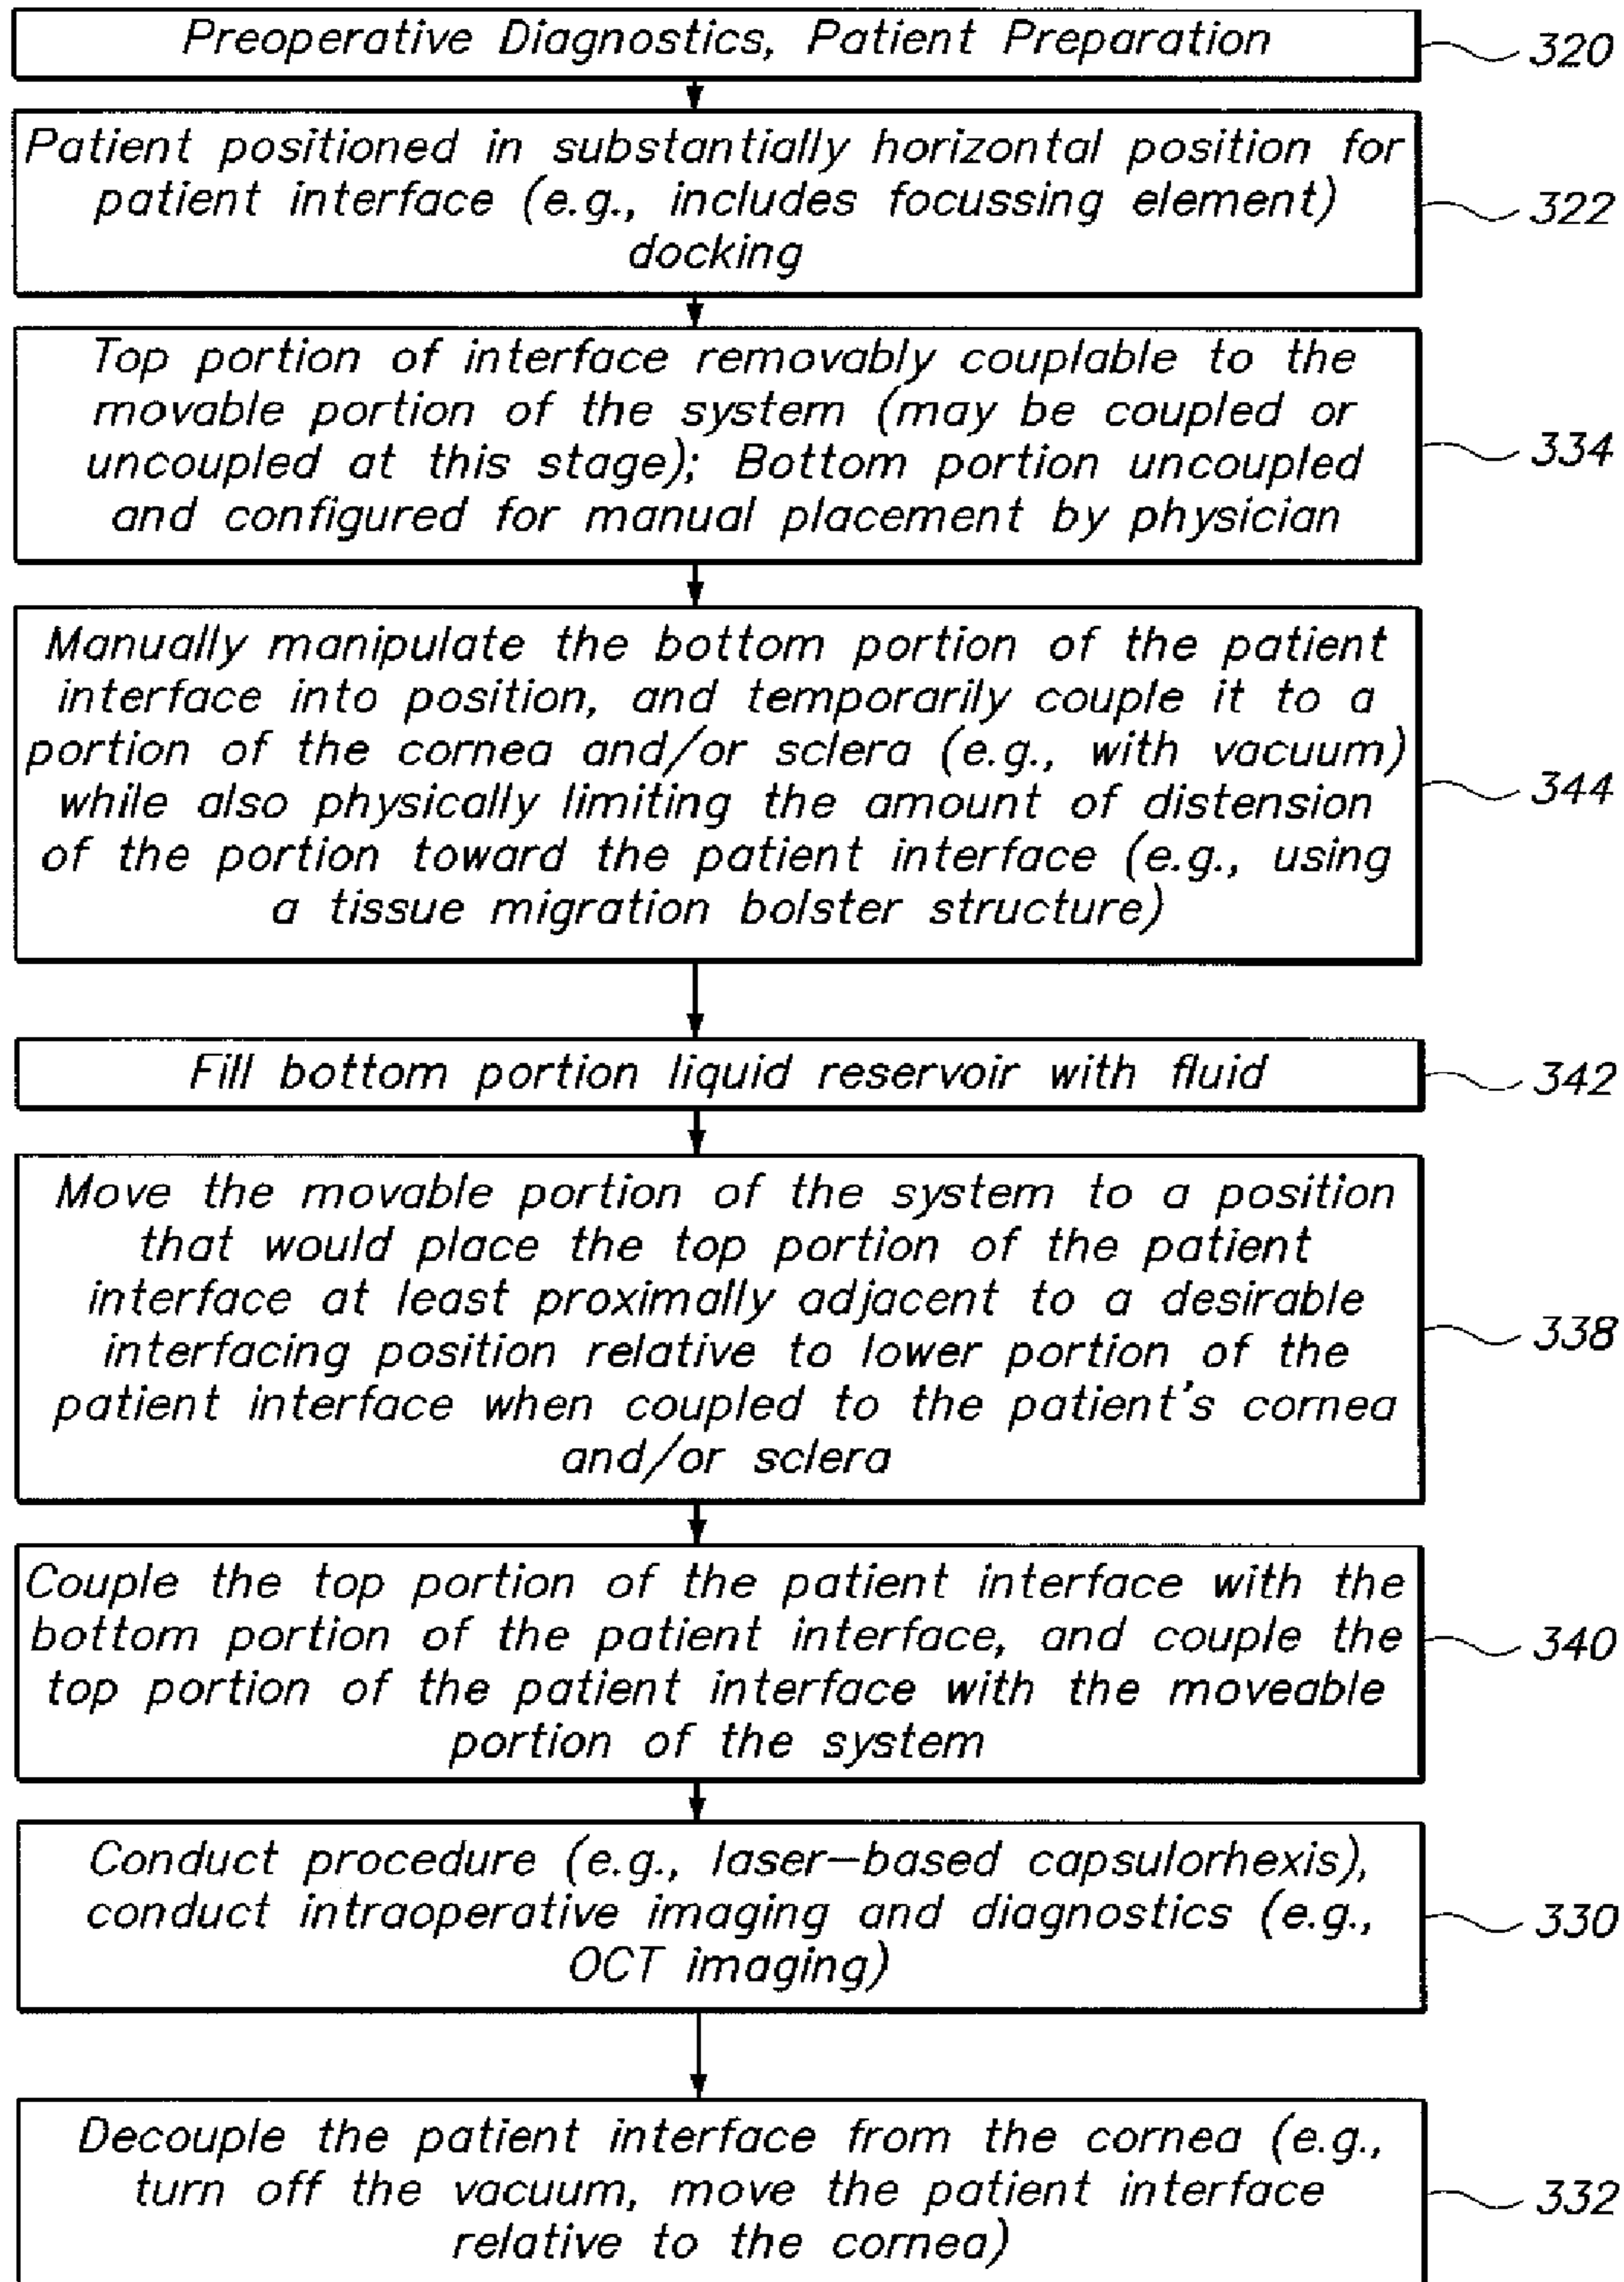 Preoperative Diagnostics, Patient Preparation
320
Patient positioned in substantially horizontal position for
patient interface (e.g., includes focussing element)
docking
322
Top portion of interface removably couplable to the
movable portion of the system (may be coupled or
uncoupled at this stage); Bottom portion uncoupled
and configured for manual placement by physician
334
Manually manipulate the bottom portion of the patient
interface into position, and temporarily couple it to a
portion of the cornea and/or sclera (e.g., with vacuum)
while also physically limiting the amount of distension
of the portion toward the patient interface (e.g., using
a tissue migration bolster structure)
344
Fill bottom portion liquid reservoir with fluid
342
Move the movable portion of the system to a position
that would place the top portion of the patient
interface at least proximally adjacent to a desirable
interfacing position relative to lower portion of the
patient interface when coupled to the patient's cornea
and/or sclera
338
Couple the top portion of the patient interface with the
bottom portion of the patient interface, and couple the
top portion of the patient interface with the moveable
portion of the system
340
Conduct procedure (e.g., laser-based capsulorhexis),
conduct intraoperative imaging and diagnostics (e.g.,
OCT imaging)
330
Decouple the patient interface from the cornea (e.g.,
turn off the vacuum, move the patient interface
relative to the cornea)
332